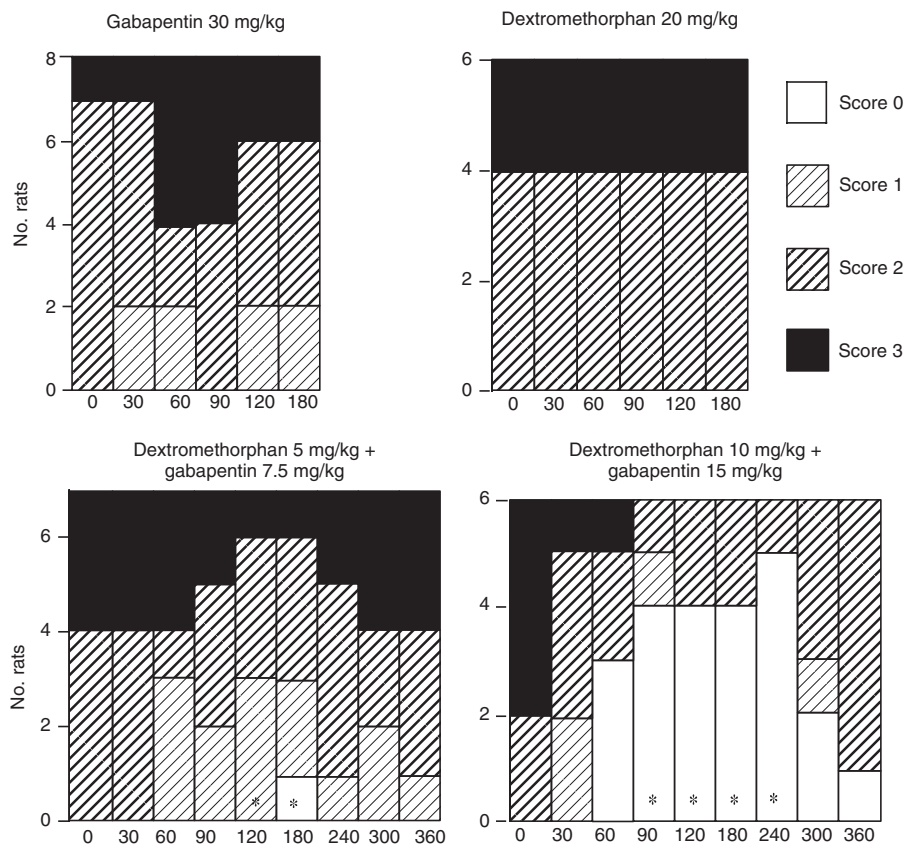 Gabapentin 30 mg/kg
Dextromethorphan 20 mg/kg
8
6
4
2
0
No. rats
0 30 60 90 120 180
6
4
2
0
0 30 60 90 120 180
Score 0
Score 1
Score 2
Score 3
Dextromethorphan 5 mg/kg +
gabapentin 7.5 mg/kg
Dextromethorphan 10 mg/kg +
gabapentin 15 mg/kg
6
4
2
0
No. rats
* *
0 30 60 90 120 180 240 300 360
6
4
2
0
* * * *
0 30 60 90 120 180 240 300 360